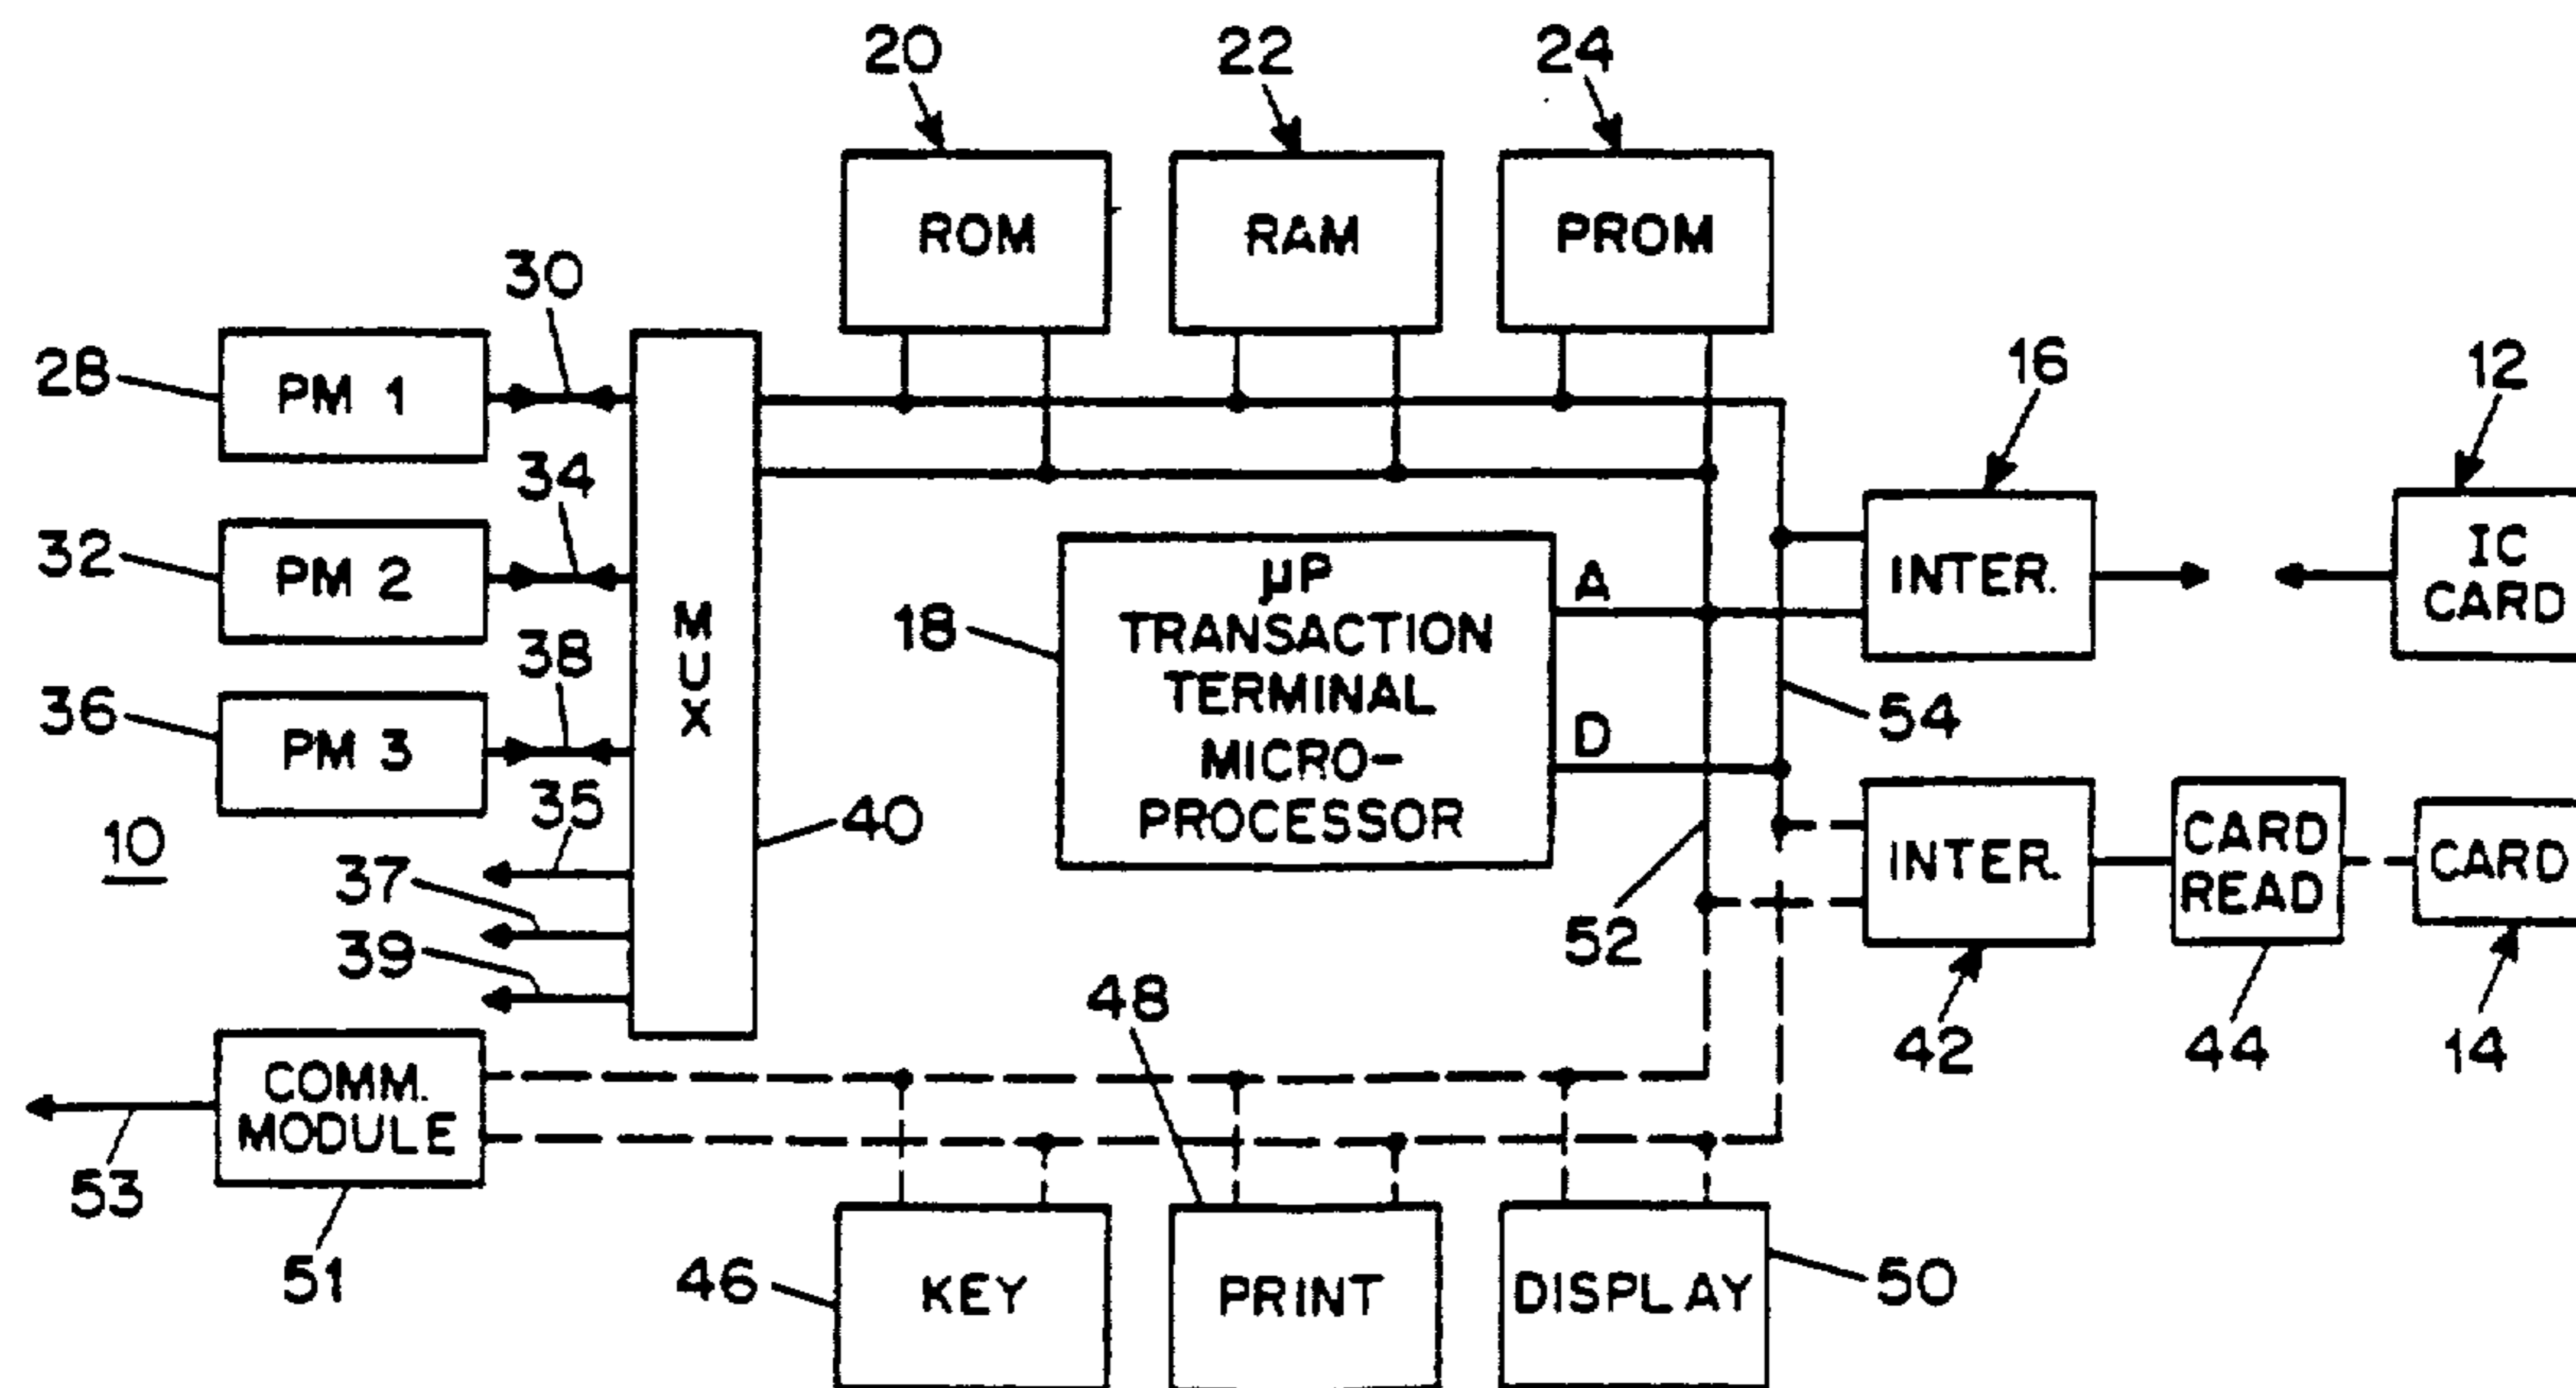 20 22 24
ROM RAM PROM
30
28 PM 1
16 12
34
32 PM 2
MUX
INTER.
IC
CARD
38
36 PM 3
18
µP
TRANSACTION
TERMINAL
MICRO-
PROCESSOR
A
D
54
35
10
40
37
39
52
INTER.
CARD
READ
CARD
42 44 14
48
COMM.
MODULE
53
51
46 KEY PRINT DISPLAY 50